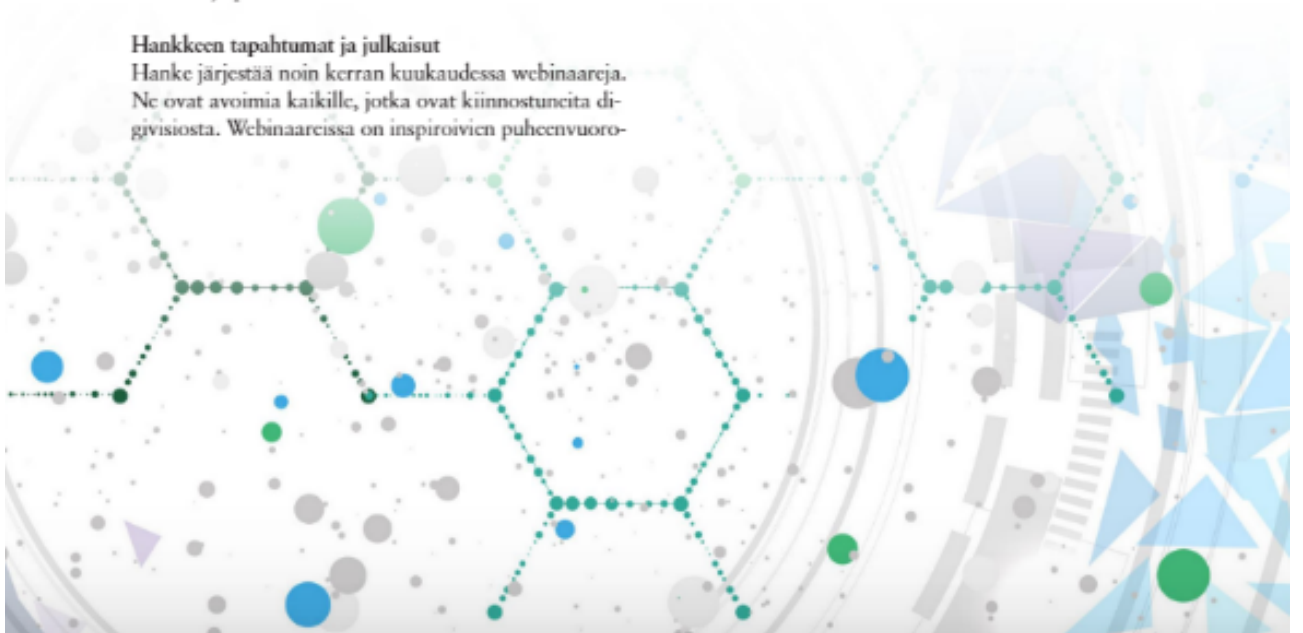 Hankkeen tapahtumat ja julkaisut
Hanke järjestää noin kerran kuukaudessa webinaareja.
Ne ovat avoimia kaikille, jotka ovat kiinnostuneita di-
givisiosta. Webinaareissa on inspiroivien puheenvuoro-